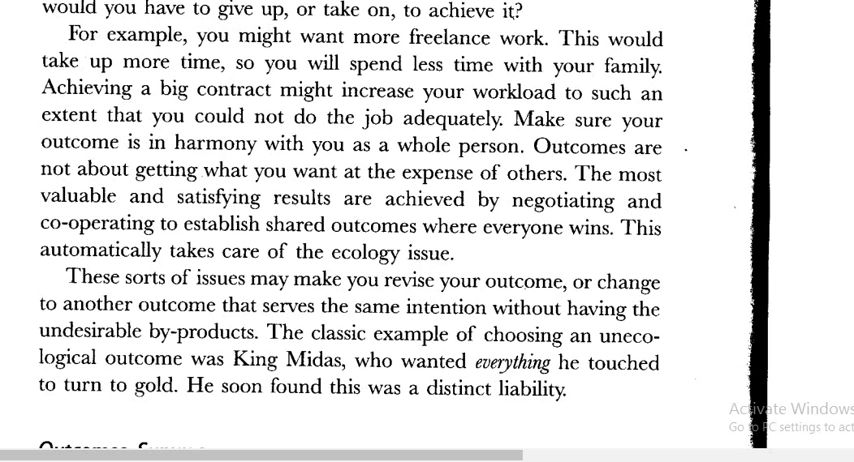 would you have to give up, or take on, to achieve it?
For example, you might want more freelance work. This would
take up more time, so you will spend less time with your family.
Achieving a big contract might increase your workload to such an
extent that you could not do the job adequately. Make sure your
outcome is in harmony with you as a whole person. Outcomes are
not about getting what you want at the expense of others. The most
valuable and satisfying results are achieved by negotiating and
co-operating to establish shared outcomes where everyone wins. This
automatically takes care of the ecology issue.
These sorts of issues may make you revise your outcome, or change
to another outcome that serves the same intention without having the
undesirable by-products. The classic example of choosing an uneco-
logical outcome was King Midas, who wanted everything he touched
to turn to gold. He soon found this was a distinct liability.
Activate Windows
Go to PC settings to act